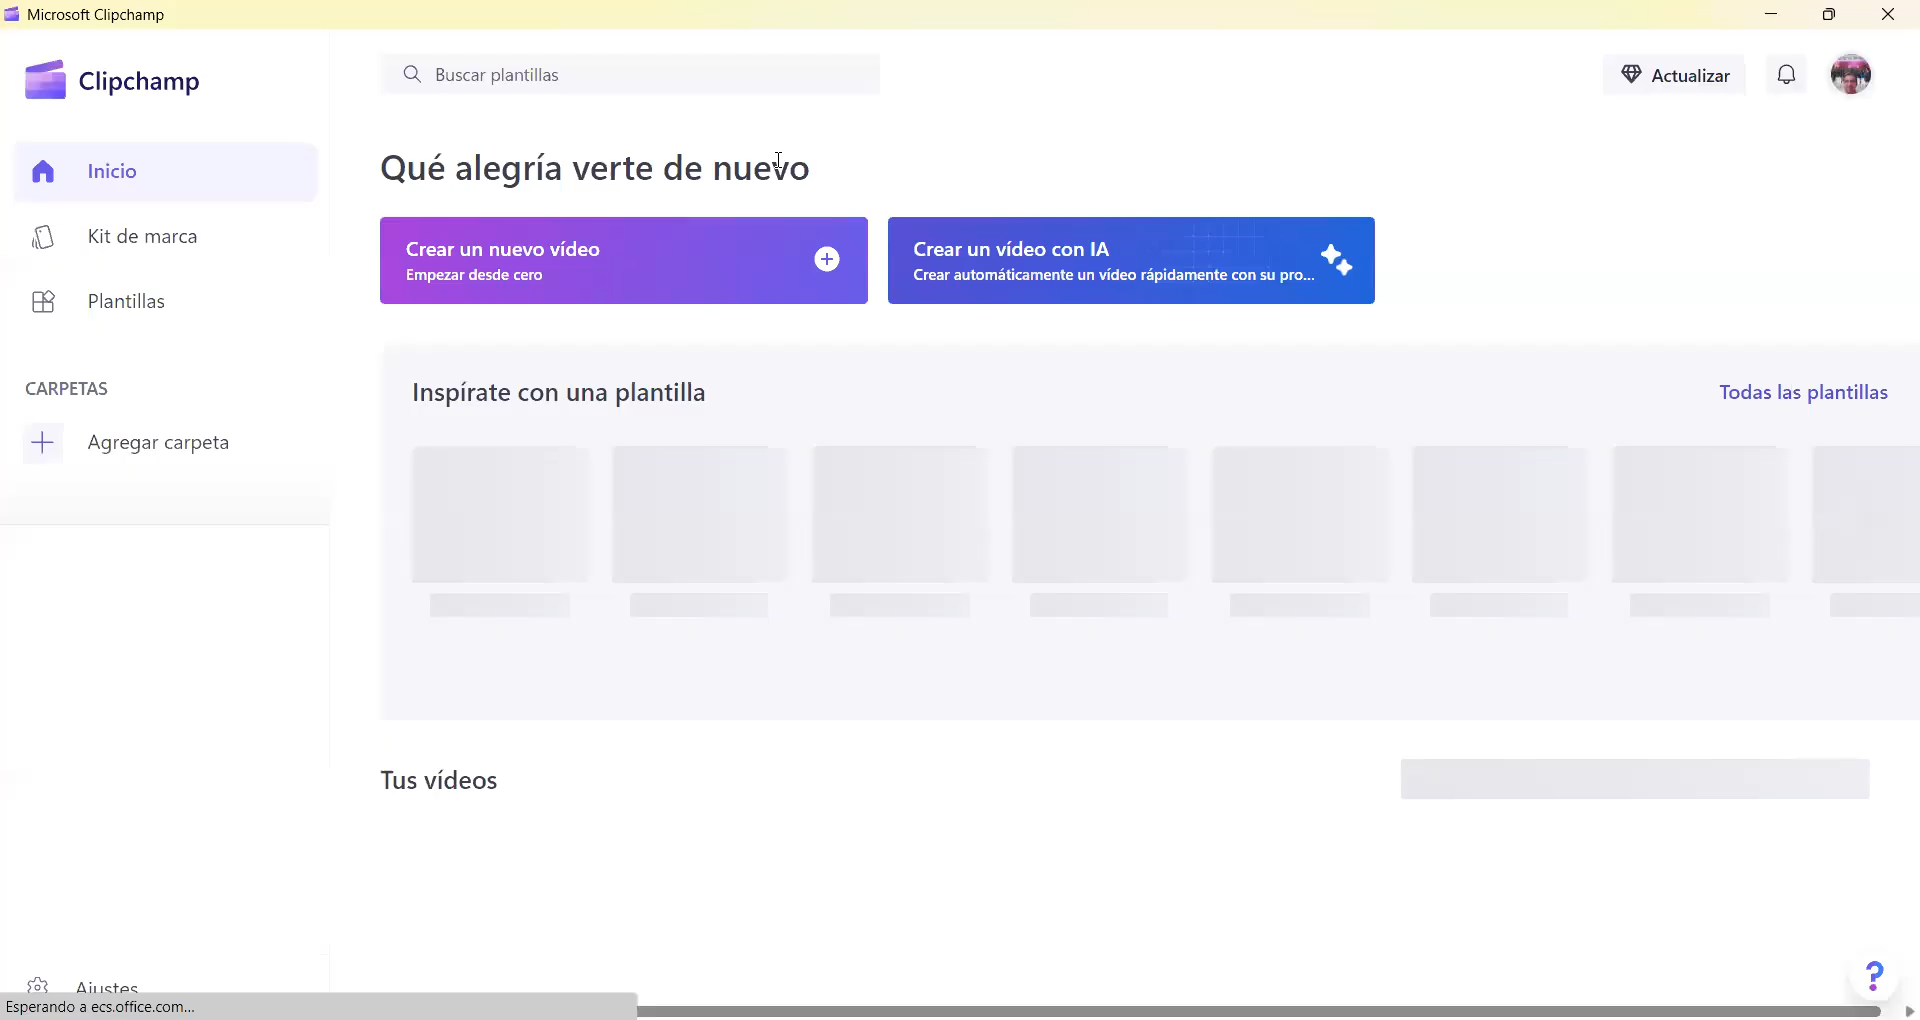 Microsoft Clipchamp
Clipchamp
Buscar plantillas
Actualizar
Inicio
Kit de marca
Plantillas
CARPETAS
Agregar carpeta
Qué alegría verte de nuevo
Crear un nuevo vídeo
Empezar desde cero
Crear un vídeo con IA
Crear automáticamente un vídeo rápidamente con su pro...
Inspírate con una plantilla
Todas las plantillas
Tus vídeos
Ajustes
Esperando a ecs.office.com...
?